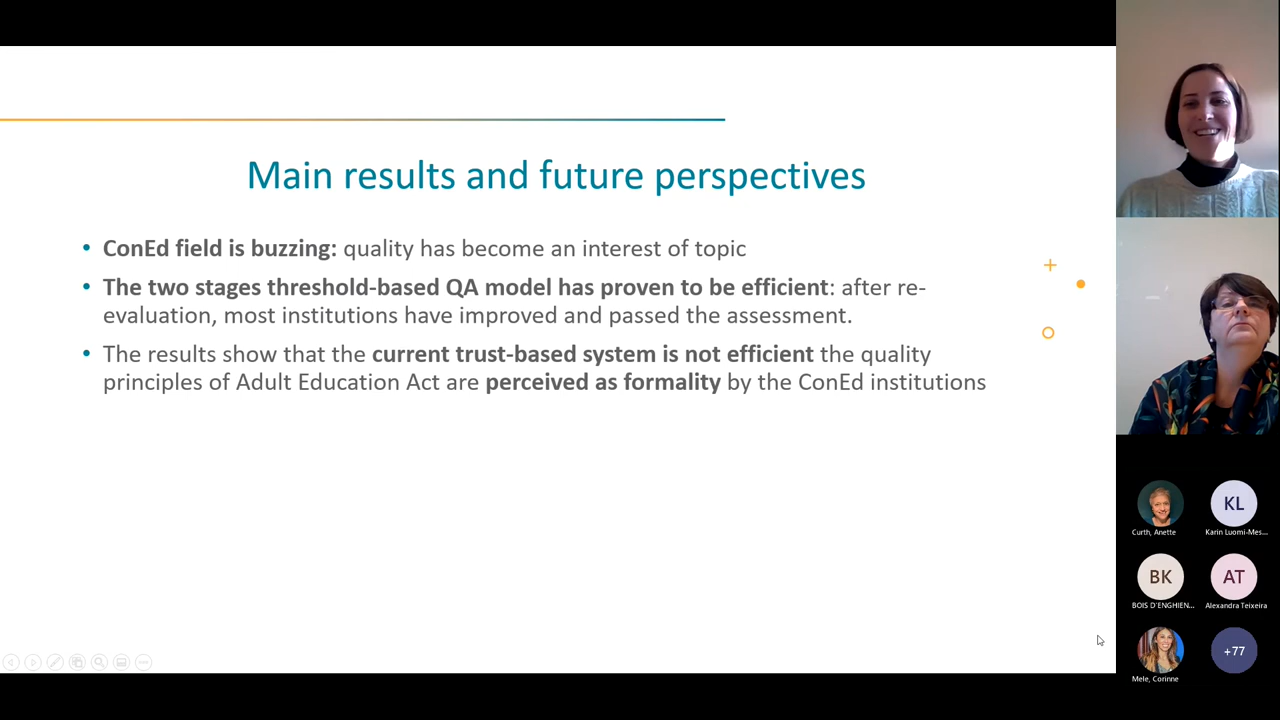 Main results and future perspectives
• ConEd field is buzzing: quality has become an interest of topic
• The two stages threshold-based QA model has proven to be efficient: after re-
evaluation, most institutions have improved and passed the assessment.
• The results show that the current trust-based system is not efficient the quality
principles of Adult Education Act are perceived as formality by the ConEd institutions
KL
Curth, Anette
Karin Luomi-Mes...
BK
AT
BOIS D'ENGHIEN...
Alexandra Teixeira
+77
Mele, Corinne